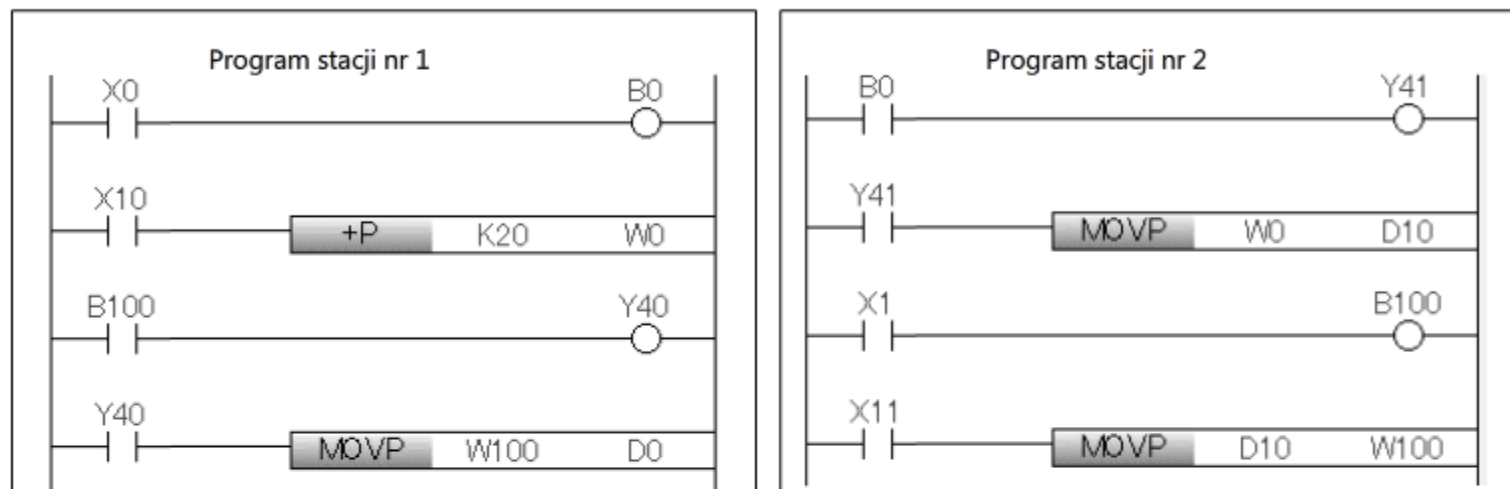 Program stacji nr 1
X0 B0
X10
+P K20 W0
B100 Y40
Y40
MOVP W100 D0
Program stacji nr 2
B0 Y41
Y41
MOVP W0 D10
X1 B100
X11
MOVP D10 W100